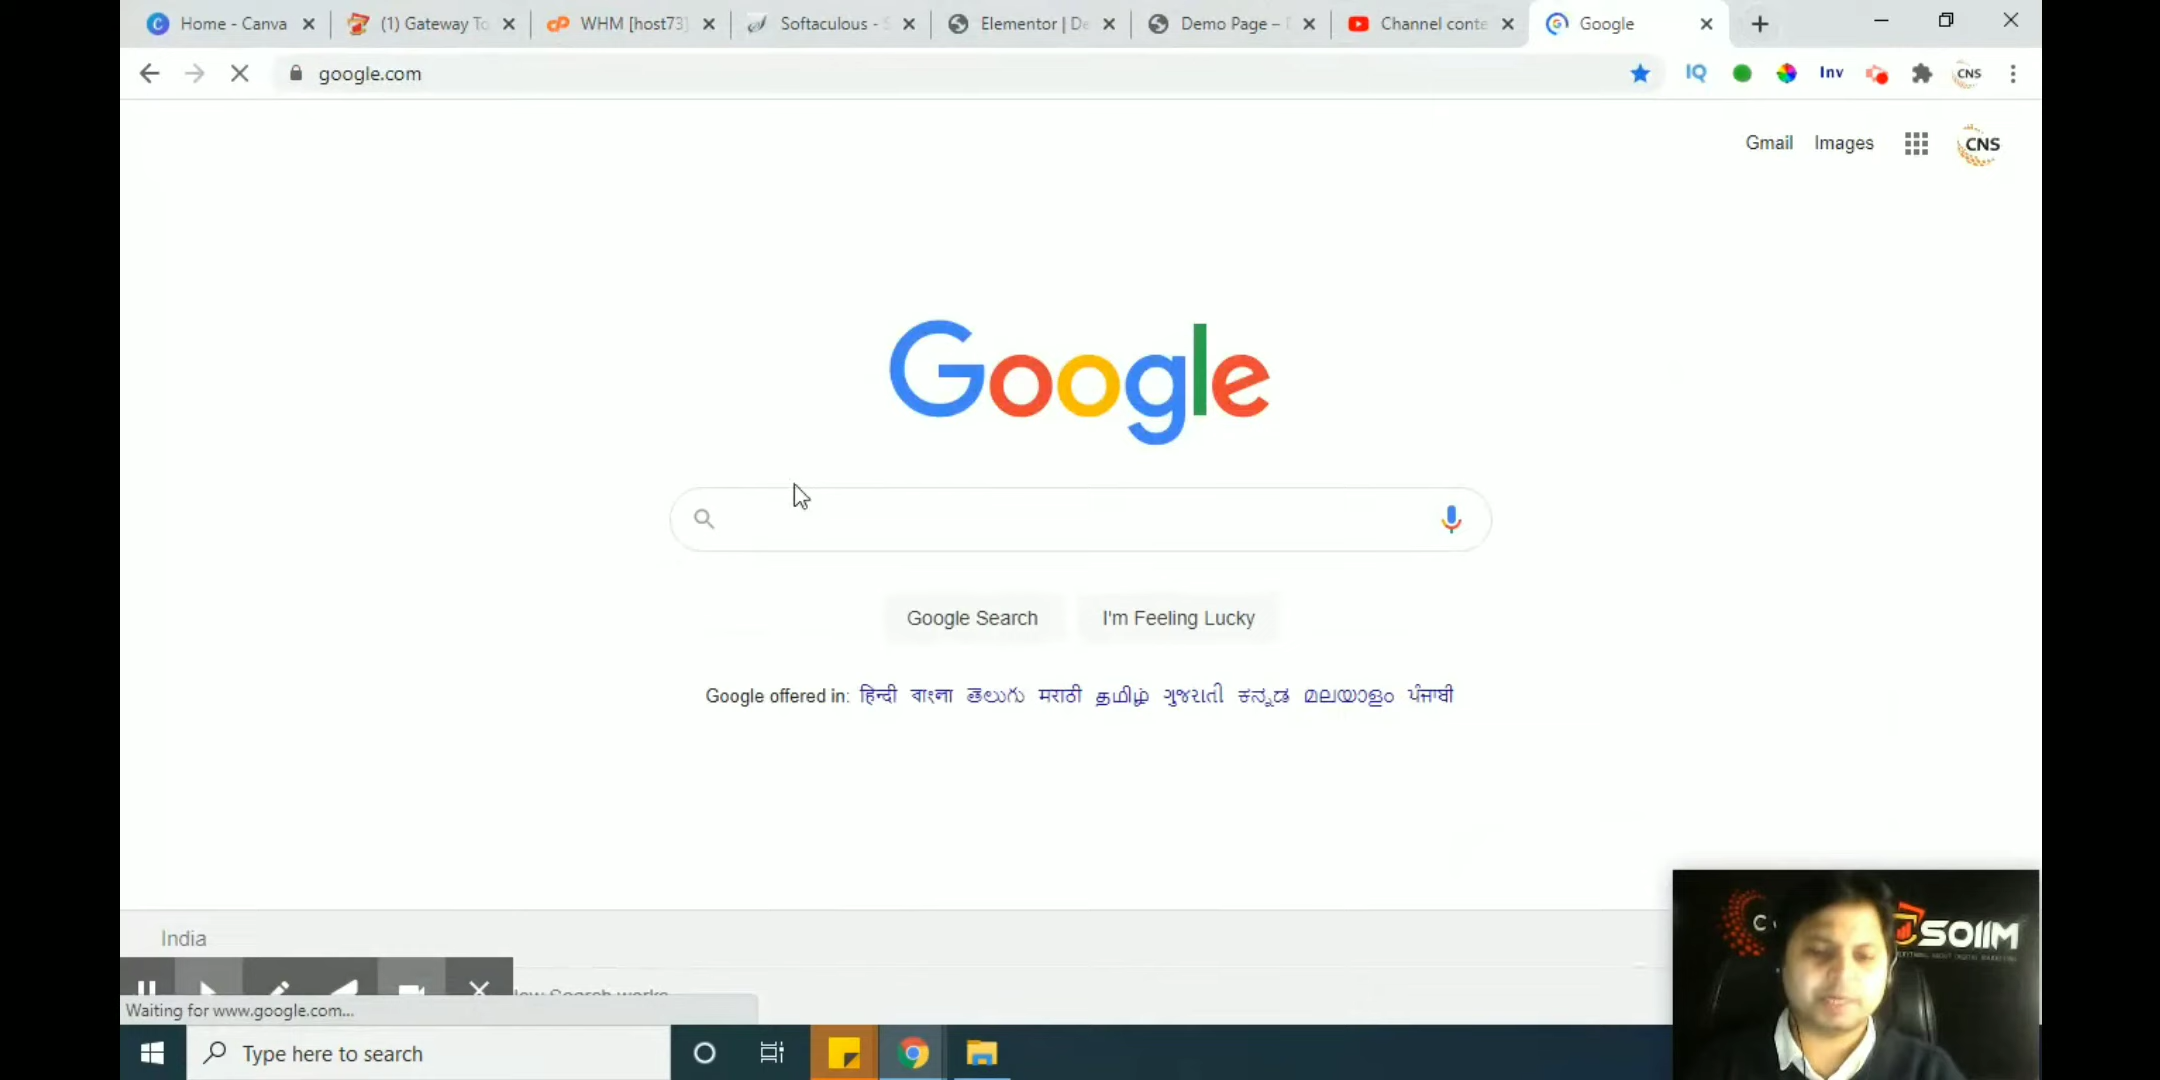 Home - Canva
(1) Gateway To
WHM [host73]
Softaculous - S
Elementor | De
Demo Page –
Channel conte
Google
google.com
IQ
Inv
CNS
Gmail
Images
CNS
Google
Google Search
I'm Feeling Lucky
Google offered in: हिन्दी বাংলা తెలుగు मराठी தமிழ் ગુજરાતી ಕನ್ನಡ മലയാളം ਪੰਜਾਬੀ
India
Waiting for www.google.com...
Type here to search
SOIIM